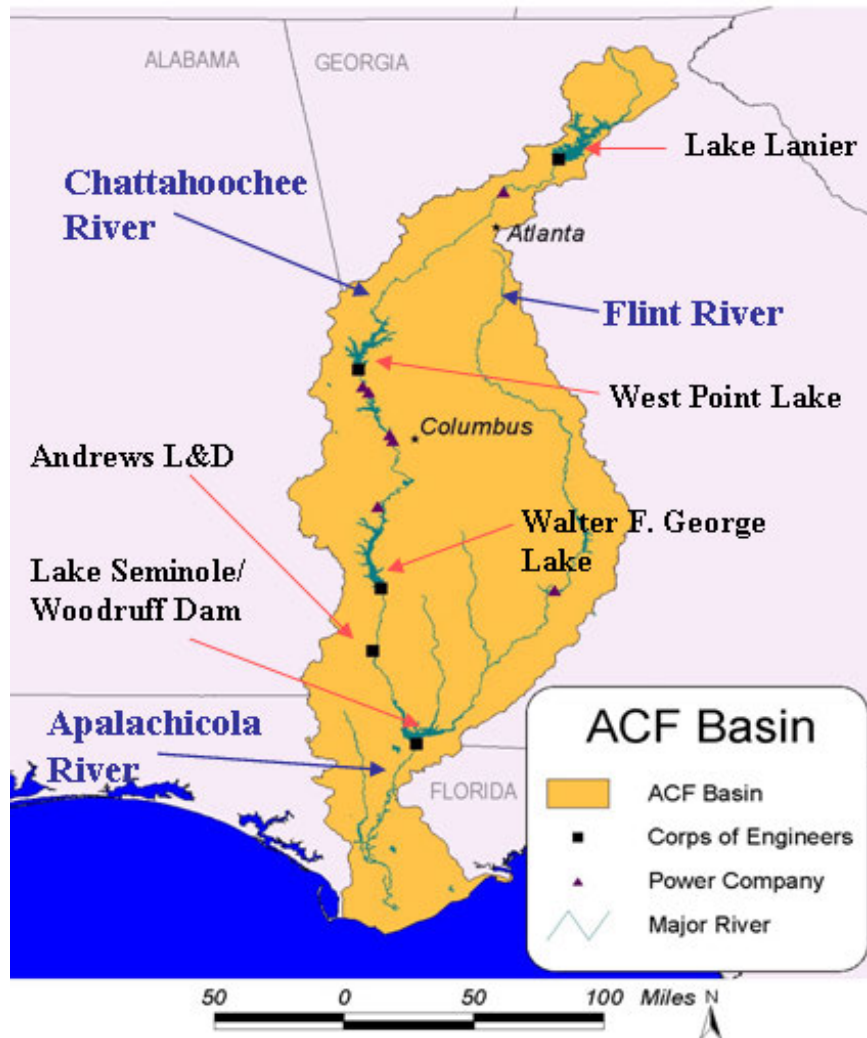 ALABAMA
GEORGIA
Lake Lanier
Chattahoochee
River
Atlanta
Flint River
West Point Lake
Columbus
Andrews L&D
Walter F. George
Lake
Lake Seminole/
Woodruff Dam
Apalachicola
River
FLORIDA
ACF Basin
ACF Basin
Corps of Engineers
Power Company
Major River
50 0 50 100 Miles N